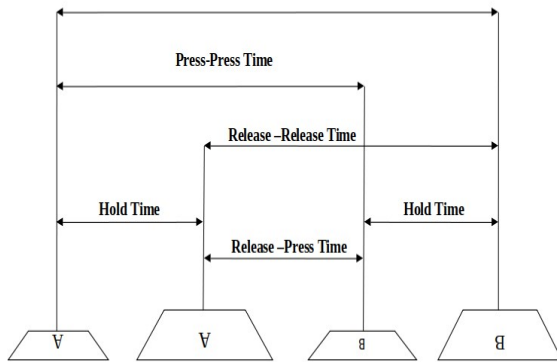 Press-Press Time
Release –Release Time
Hold Time
Hold Time
Release –Press Time
A
A
B
B